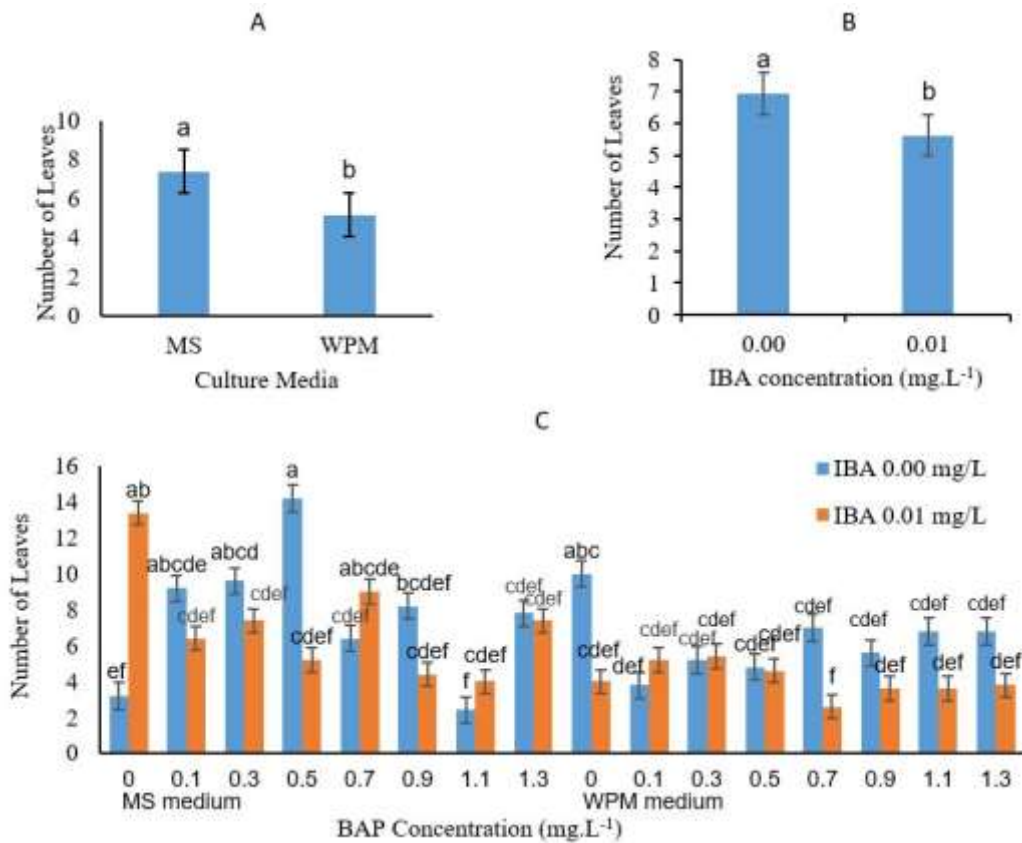 A
Numbeer of Leaves
10
8
6
4
2
0
a
b
MS WPM
Culture Media
B
Number of Leaves
8
7
6
5
4
3
2
1
0
a
b
0.00 0.01
IBA concentration (mg.L-1)
C
Number of Leaves
16
14
12
10
8
6
4
2
0
IBA 0.00 mg/L
IBA 0.01 mg/L
ef ab abcde cdef abcd cdef a cdef cdef abcde bcdef cdef f cdef cdef cdef abc cdef def cdef cdef cdef cdef cdef cdef f cdef def cdef def cdef def
0 0.1 0.3 0.5 0.7 0.9 1.1 1.3 0 0.1 0.3 0.5 0.7 0.9 1.1 1.3
MS medium WPM medium
BAP Concentration (mg.L-1)